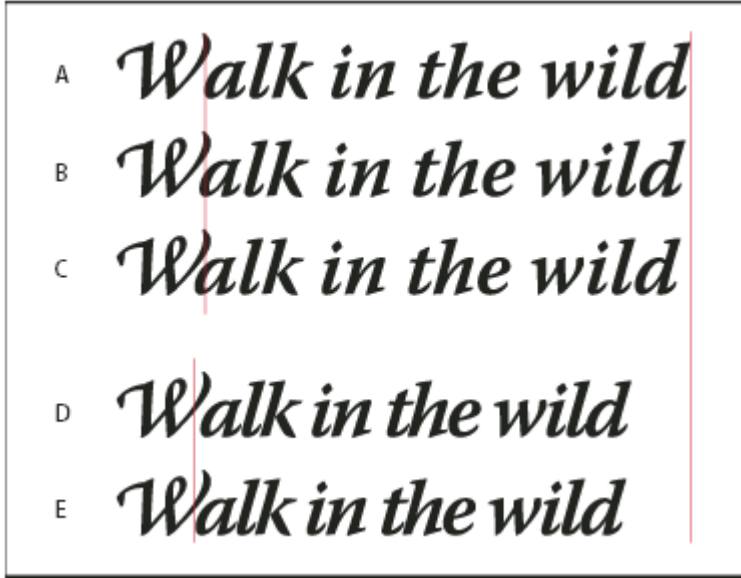 A Walk in the wild
B Walk in the wild
C Walk in the wild
D Walk in the wild
E Walk in the wild